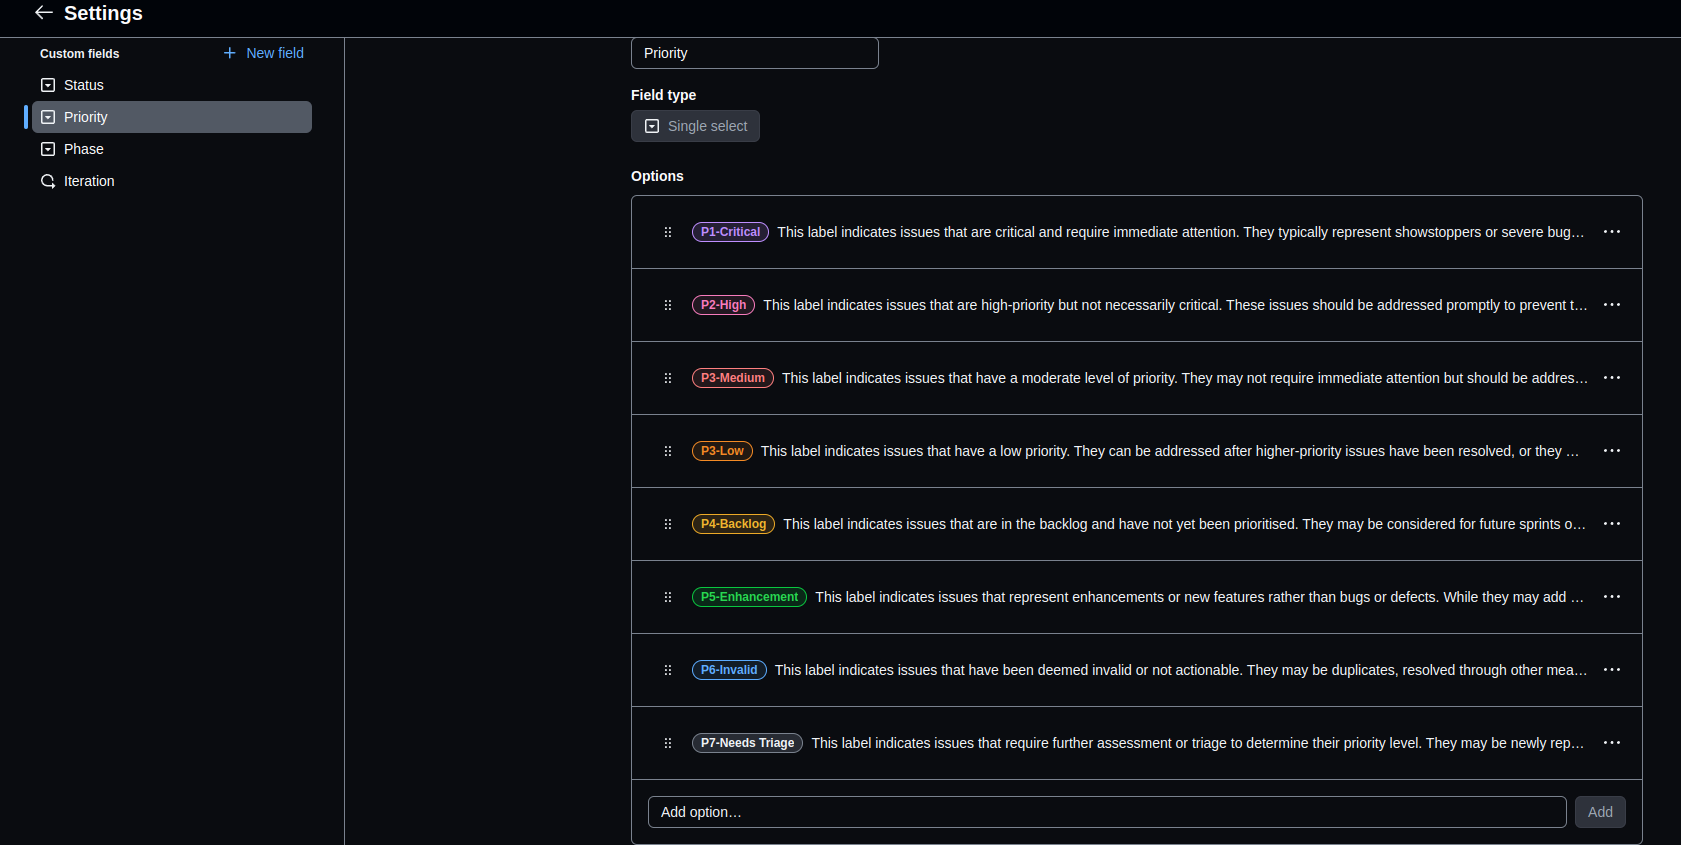 Settings
Custom fields
New field
Status
Priority
Phase
Iteration
Priority
Field type
Single select
Options
P1-Critical This label indicates issues that are critical and require immediate attention. They typically represent showstoppers or severe bug…
P2-High This label indicates issues that are high-priority but not necessarily critical. These issues should be addressed promptly to prevent t…
P3-Medium This label indicates issues that have a moderate level of priority. They may not require immediate attention but should be addres…
P3-Low This label indicates issues that have a low priority. They can be addressed after higher-priority issues have been resolved, or they …
P4-Backlog This label indicates issues that are in the backlog and have not yet been prioritised. They may be considered for future sprints o…
P5-Enhancement This label indicates issues that represent enhancements or new features rather than bugs or defects. While they may add …
P6-Invalid This label indicates issues that have been deemed invalid or not actionable. They may be duplicates, resolved through other mea…
P7-Needs Triage This label indicates issues that require further assessment or triage to determine their priority level. They may be newly rep…
Add option…
Add